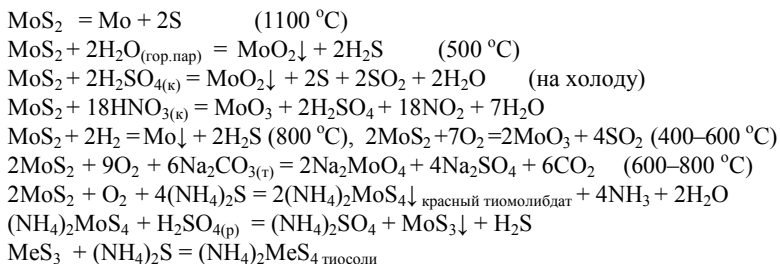 MoS₂ = Mo + 2S (1100 °C)
MoS₂ + 2H₂O(гор.пар) = MoO₂↓ + 2H₂S (500 °C)
MoS₂ + 2H₂SO₄(к) = MoO₂↓ + 2S + 2SO₂ + 2H₂O (на холоду)
MoS₂ + 18HNO₃(к) = MoO₃ + 2H₂SO₄ + 18NO₂ + 7H₂O
MoS₂ + 2H₂ = Mo↓ + 2H₂S (800 °C), 2MoS₂ +7O₂=2MoO₃ + 4SO₂ (400–600 °C)
2MoS₂ + 9O₂ + 6Na₂CO₃(т) = 2Na₂MoO₄ + 4Na₂SO₄ + 6CO₂ (600–800 °C)
2MoS₂ + O₂ + 4(NH₄)₂S = 2(NH₄)₂MoS₄↓ красный тиомолибдат + 4NH₃ + 2H₂O
(NH₄)₂MoS₄ + H₂SO₄(р) = (NH₄)₂SO₄ + MoS₃↓ + H₂S
MeS₃ + (NH₄)₂S = (NH₄)₂MeS₄ тиосоли